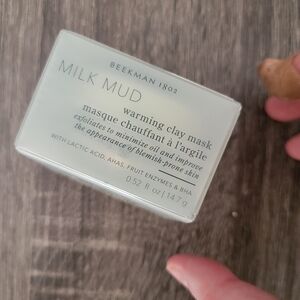 BEEKMAN 1802
MILK MUD
warming clay mask
masque chauffant à l'argile
exfoliates to minimize oil and improve
the appearance of blemish-prone skin
WITH LACTIC ACID, AHAS, FRUIT ENZYMES & BHA
0.52 fl oz | 14.7 g